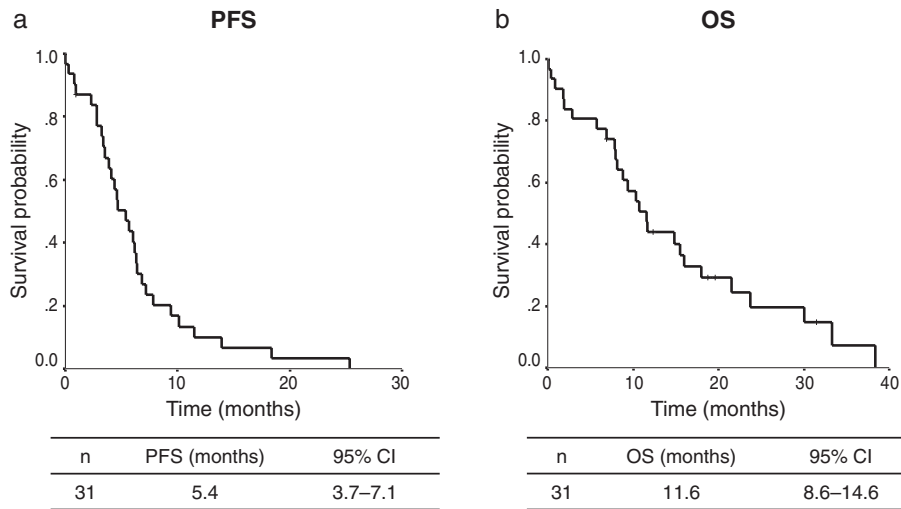 a
PFS
1.0
.8
.6
.4
.2
0.0
Survival probability
0
10
20
30
Time (months)
n PFS (months) 95% CI
31 5.4 3.7–7.1
b
OS
1.0
.8
.6
.4
.2
0.0
Survival probability
0
10
20
30
40
Time (months)
n OS (months) 95% CI
31 11.6 8.6–14.6